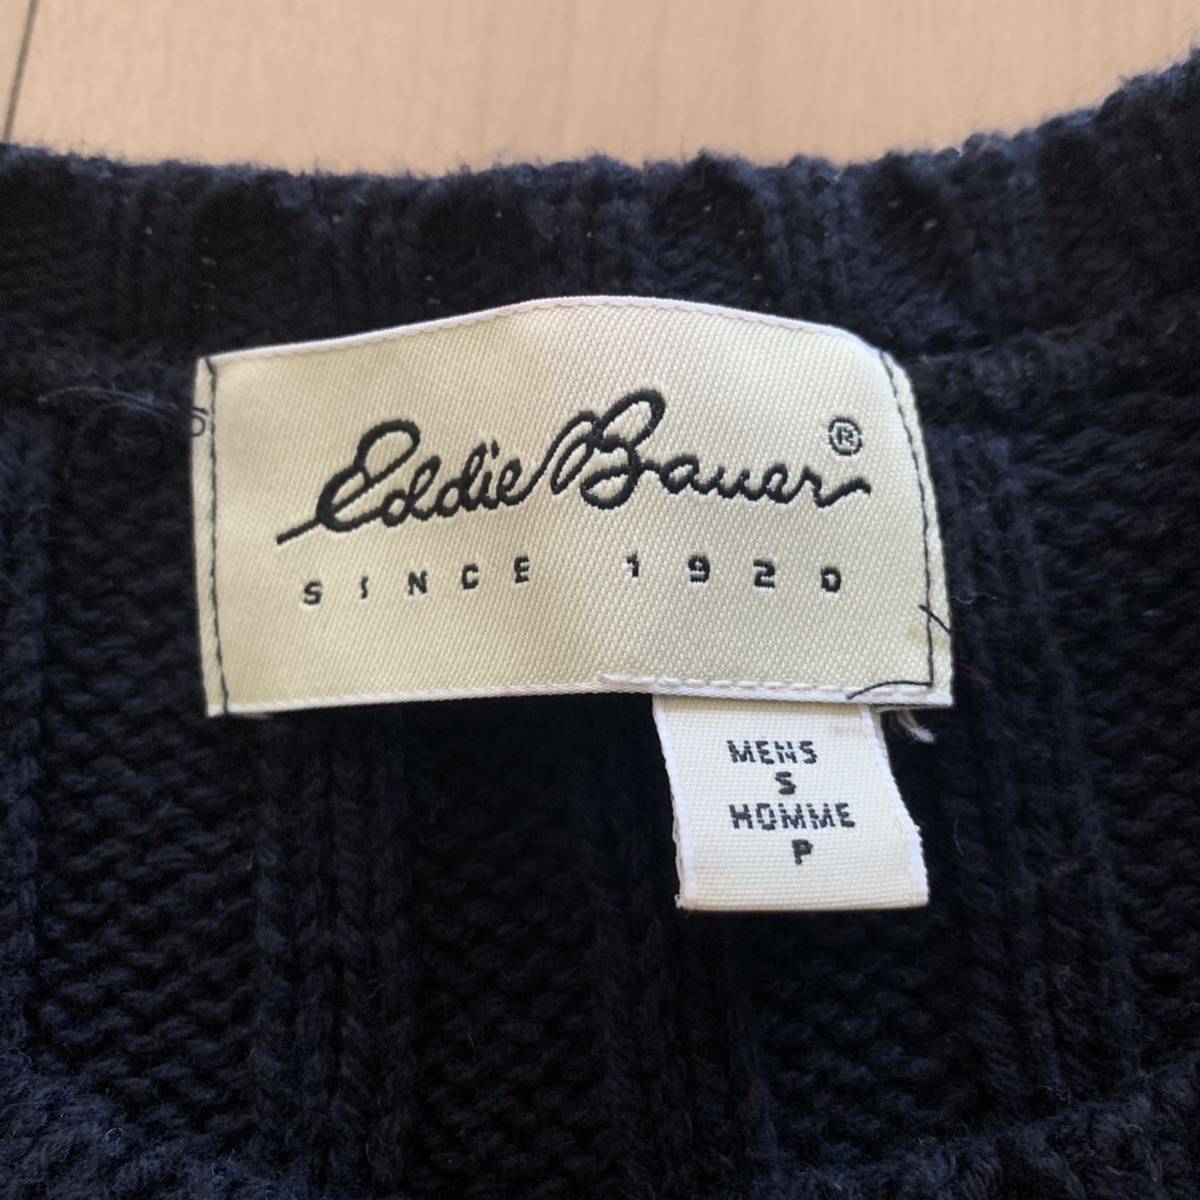 Eddie Bauer®
SINCE 1920
MENS
S
HOMME
P